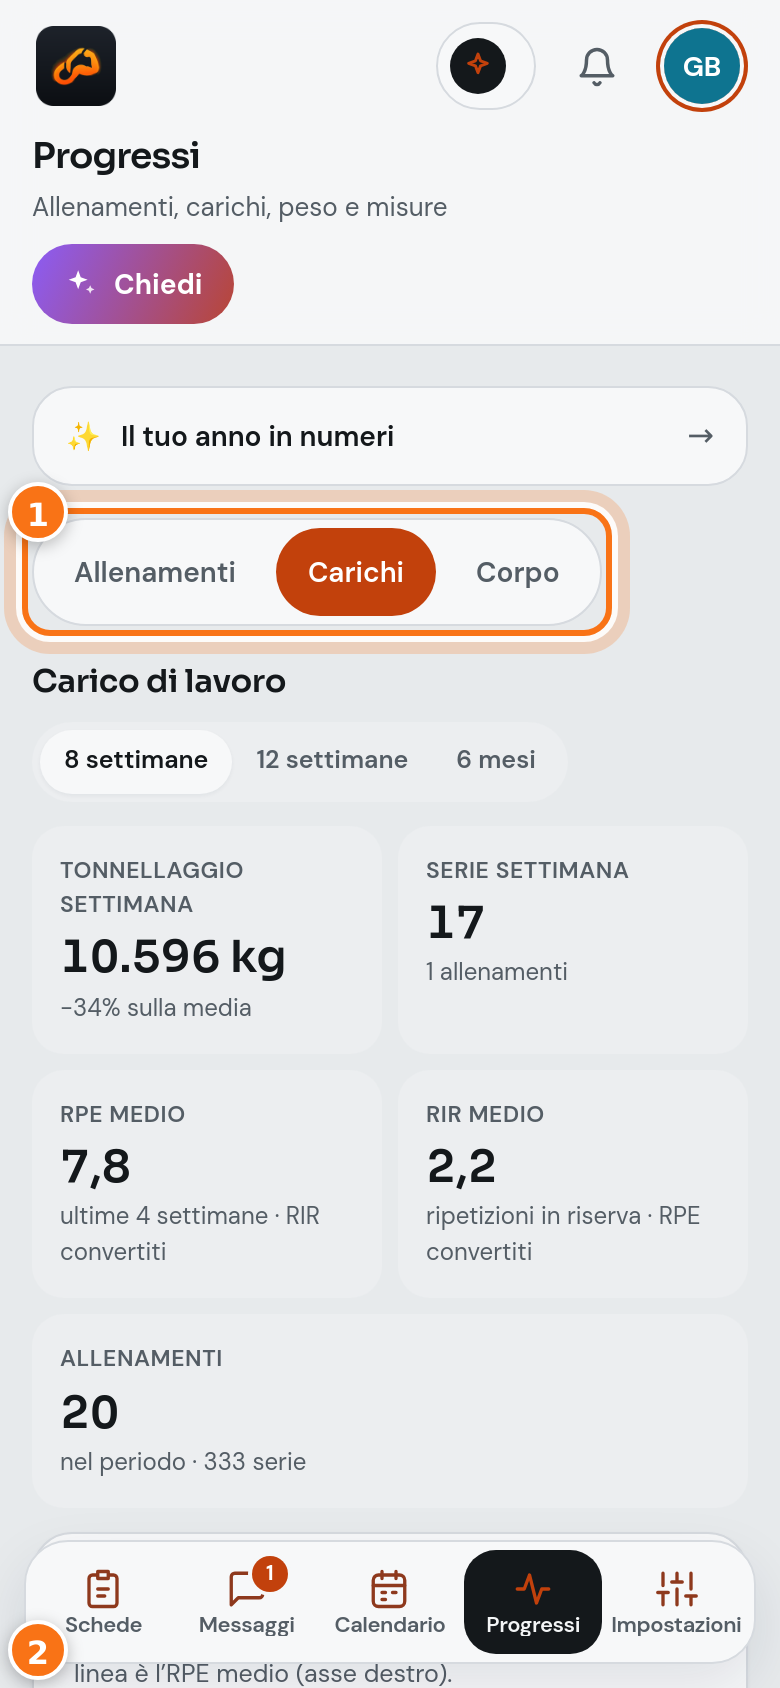 GB
Progressi
Allenamenti, carichi, peso e misure
Chiedi
Il tuo anno in numeri
1
Allenamenti
Carichi
Corpo
Carico di lavoro
8 settimane
12 settimane
6 mesi
TONNELLAGGIO
SETTIMANA
10.596 kg
−34% sulla media
SERIE SETTIMANA
17
1 allenamenti
RPE MEDIO
7,8
ultime 4 settimane · RIR
convertiti
RIR MEDIO
2,2
ripetizioni in riserva · RPE
convertiti
ALLENAMENTI
20
nel periodo · 333 serie
1
Schede
Messaggi
Calendario
Progressi
Impostazioni
2
linea è l’RPE medio (asse destro).